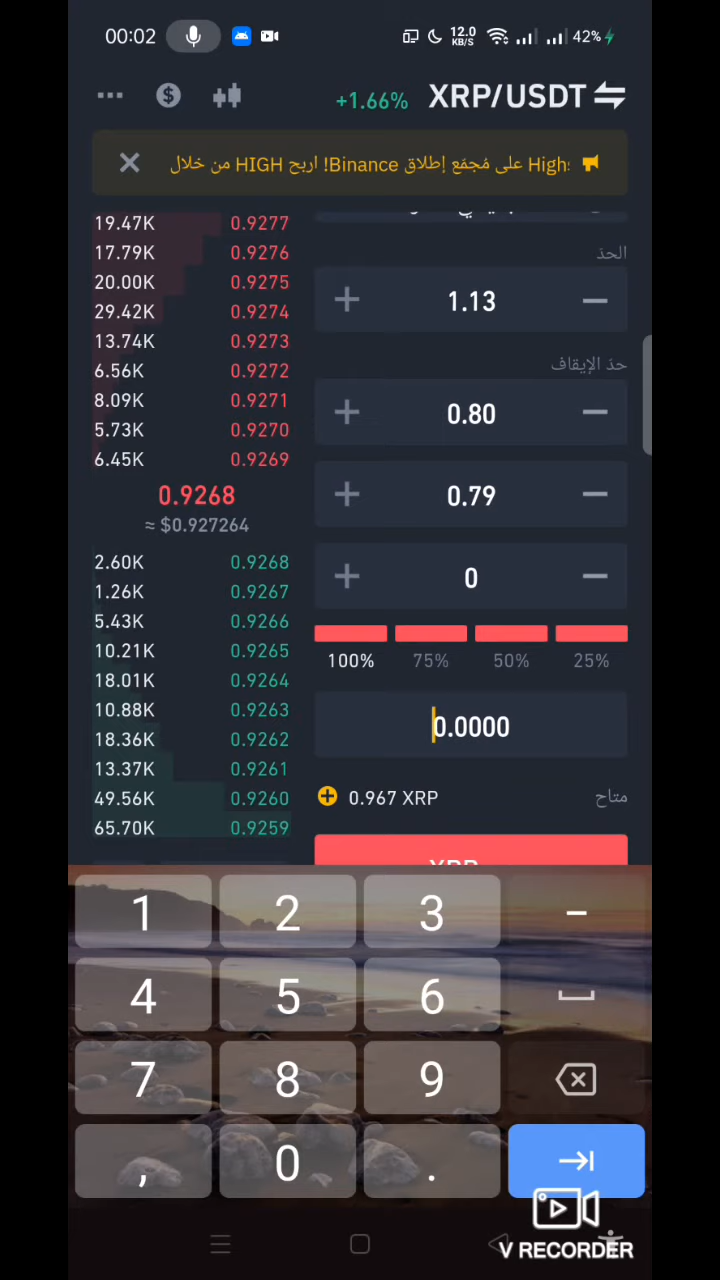 00:02
12.0
KB/S
42%
+1.66%
XRP/USDT
High: على مُجمّع إطلاق Binance! اربح HIGH من خلال
19.47K 0.9277
17.79K 0.9276
20.00K 0.9275
29.42K 0.9274
13.74K 0.9273
6.56K 0.9272
8.09K 0.9271
5.73K 0.9270
6.45K 0.9269
0.9268
≈ $0.927264
2.60K 0.9268
1.26K 0.9267
5.43K 0.9266
10.21K 0.9265
18.01K 0.9264
10.88K 0.9263
18.36K 0.9262
13.37K 0.9261
49.56K 0.9260
65.70K 0.9259
الحدّ
+ 1.13 −
حدّ الإيقاف
+ 0.80 −
+ 0.79 −
+ 0 −
100% 75% 50% 25%
0.0000
متاح
0.967 XRP
XRP
1 2 3 −
4 5 6
7 8 9
, 0 .
V RECORDER